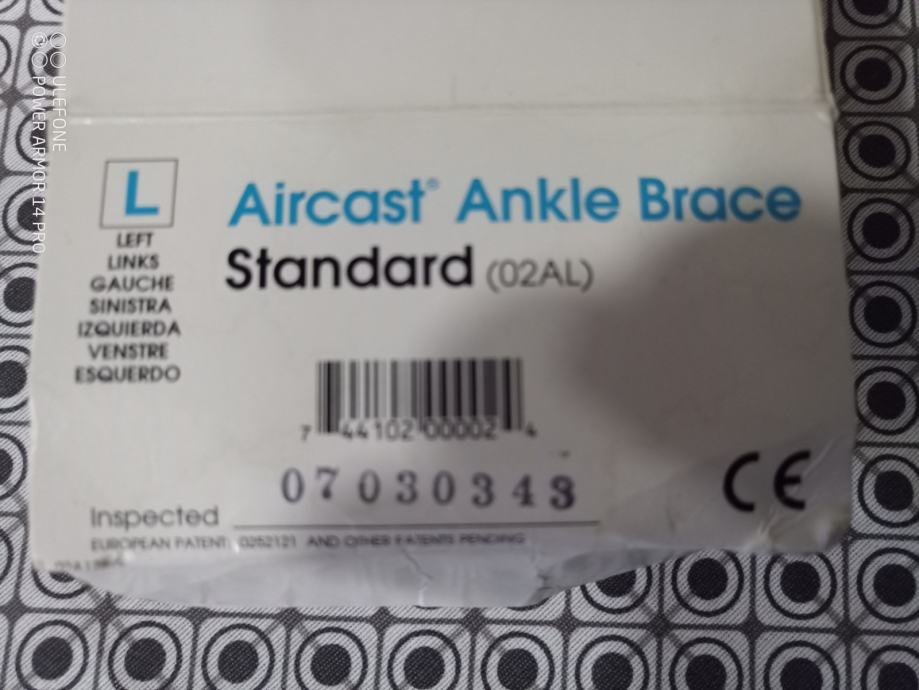 L
LEFT
LINKS
GAUCHE
SINISTRA
IZQUIERDA
VENSTRE
ESQUERDO
Aircast® Ankle Brace
Standard (02AL)
7 44102 00002 4
07030343
Inspected
EUROPEAN PATENT 0252121 AND OTHER PATENTS PENDING
CE
ULEFONE
POWER ARMOR 14 PRO